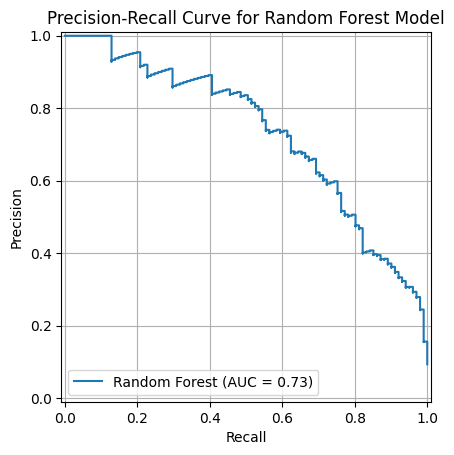 Precision-Recall Curve for Random Forest Model
1.0
0.8
0.6
0.4
0.2
0.0
Precision
Random Forest (AUC = 0.73)
0.0 0.2 0.4 0.6 0.8 1.0
Recall